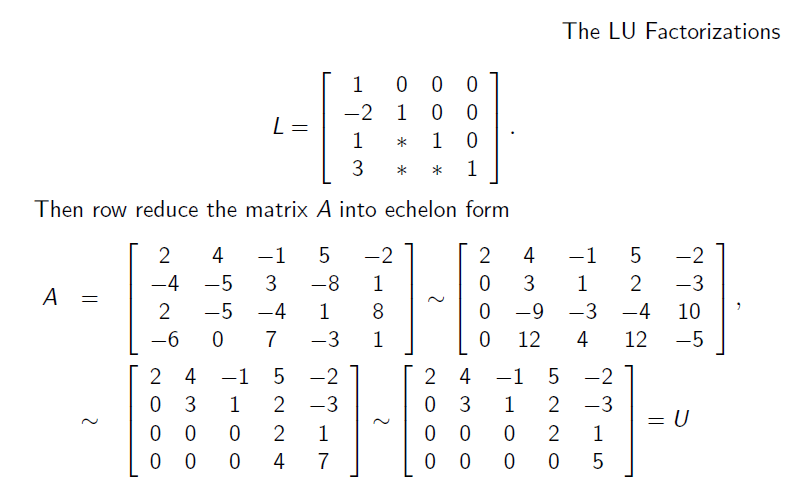 The LU Factorizations
L = [ 1 0 0 0
−2 1 0 0
1 ∗ 1 0
3 ∗ ∗ 1 ] .
Then row reduce the matrix A into echelon form
A = [ 2 4 −1 5 −2 ] ∼ [ 2 4 −1 5 −2 ] ,
−4 −5 3 −8 1 0 3 1 2 −3
2 −5 −4 1 8 0 −9 −3 −4 10
−6 0 7 −3 1 0 12 4 12 −5
∼ [ 2 4 −1 5 −2 ] ∼ [ 2 4 −1 5 −2 ] = U
0 3 1 2 −3 0 3 1 2 −3
0 0 0 2 1 0 0 0 2 1
0 0 0 4 7 0 0 0 0 5